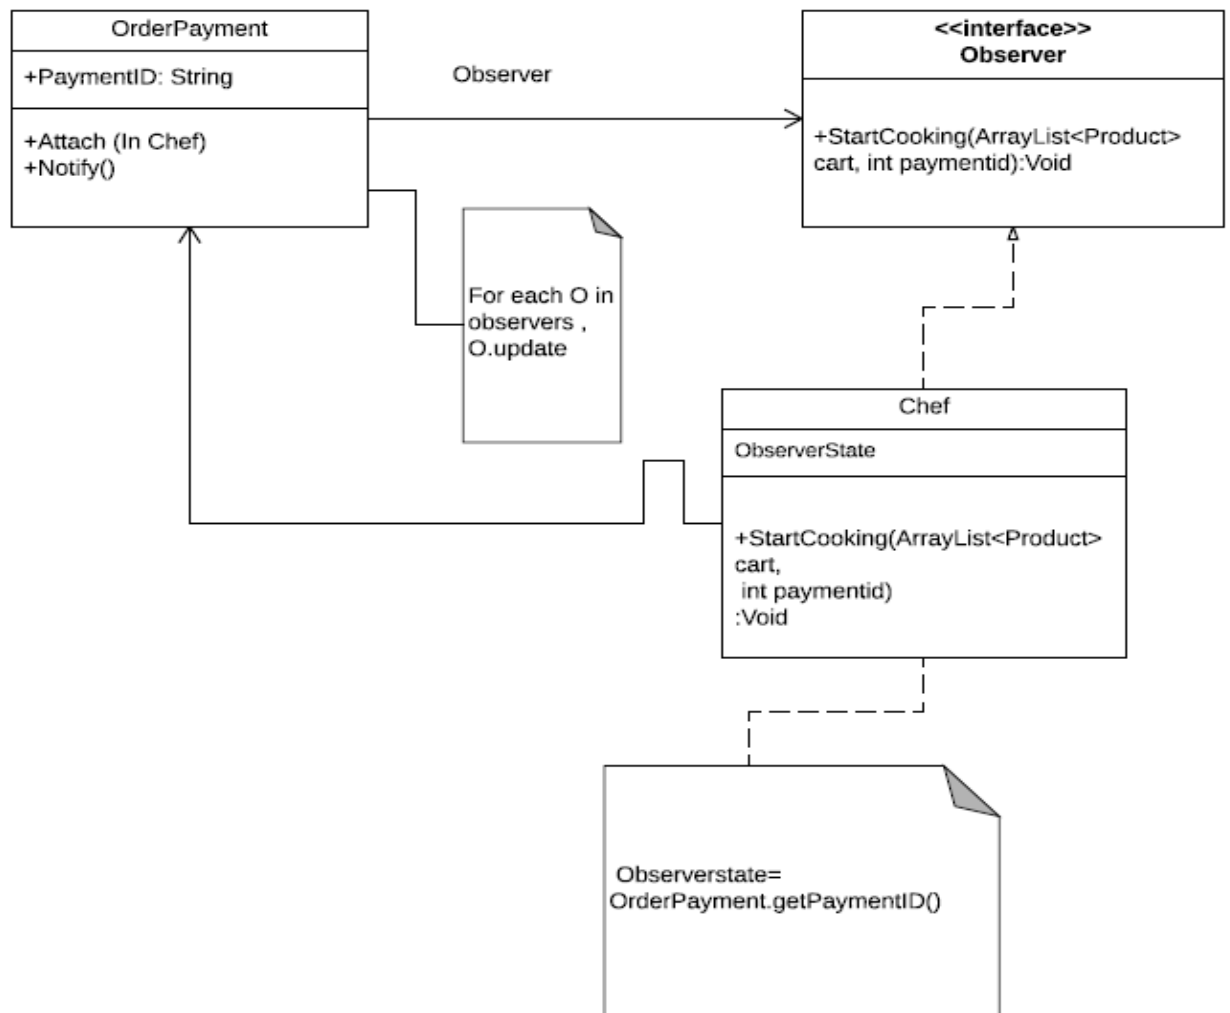 OrderPayment
+PaymentID: String
+Attach (In Chef)
+Notify()
Observer
<<interface>>
Observer
+StartCooking(ArrayList<Product>
cart, int paymentid):Void
For each O in
observers ,
O.update
Chef
ObserverState
+StartCooking(ArrayList<Product>
cart,
int paymentid)
:Void
Observerstate=
OrderPayment.getPaymentID()